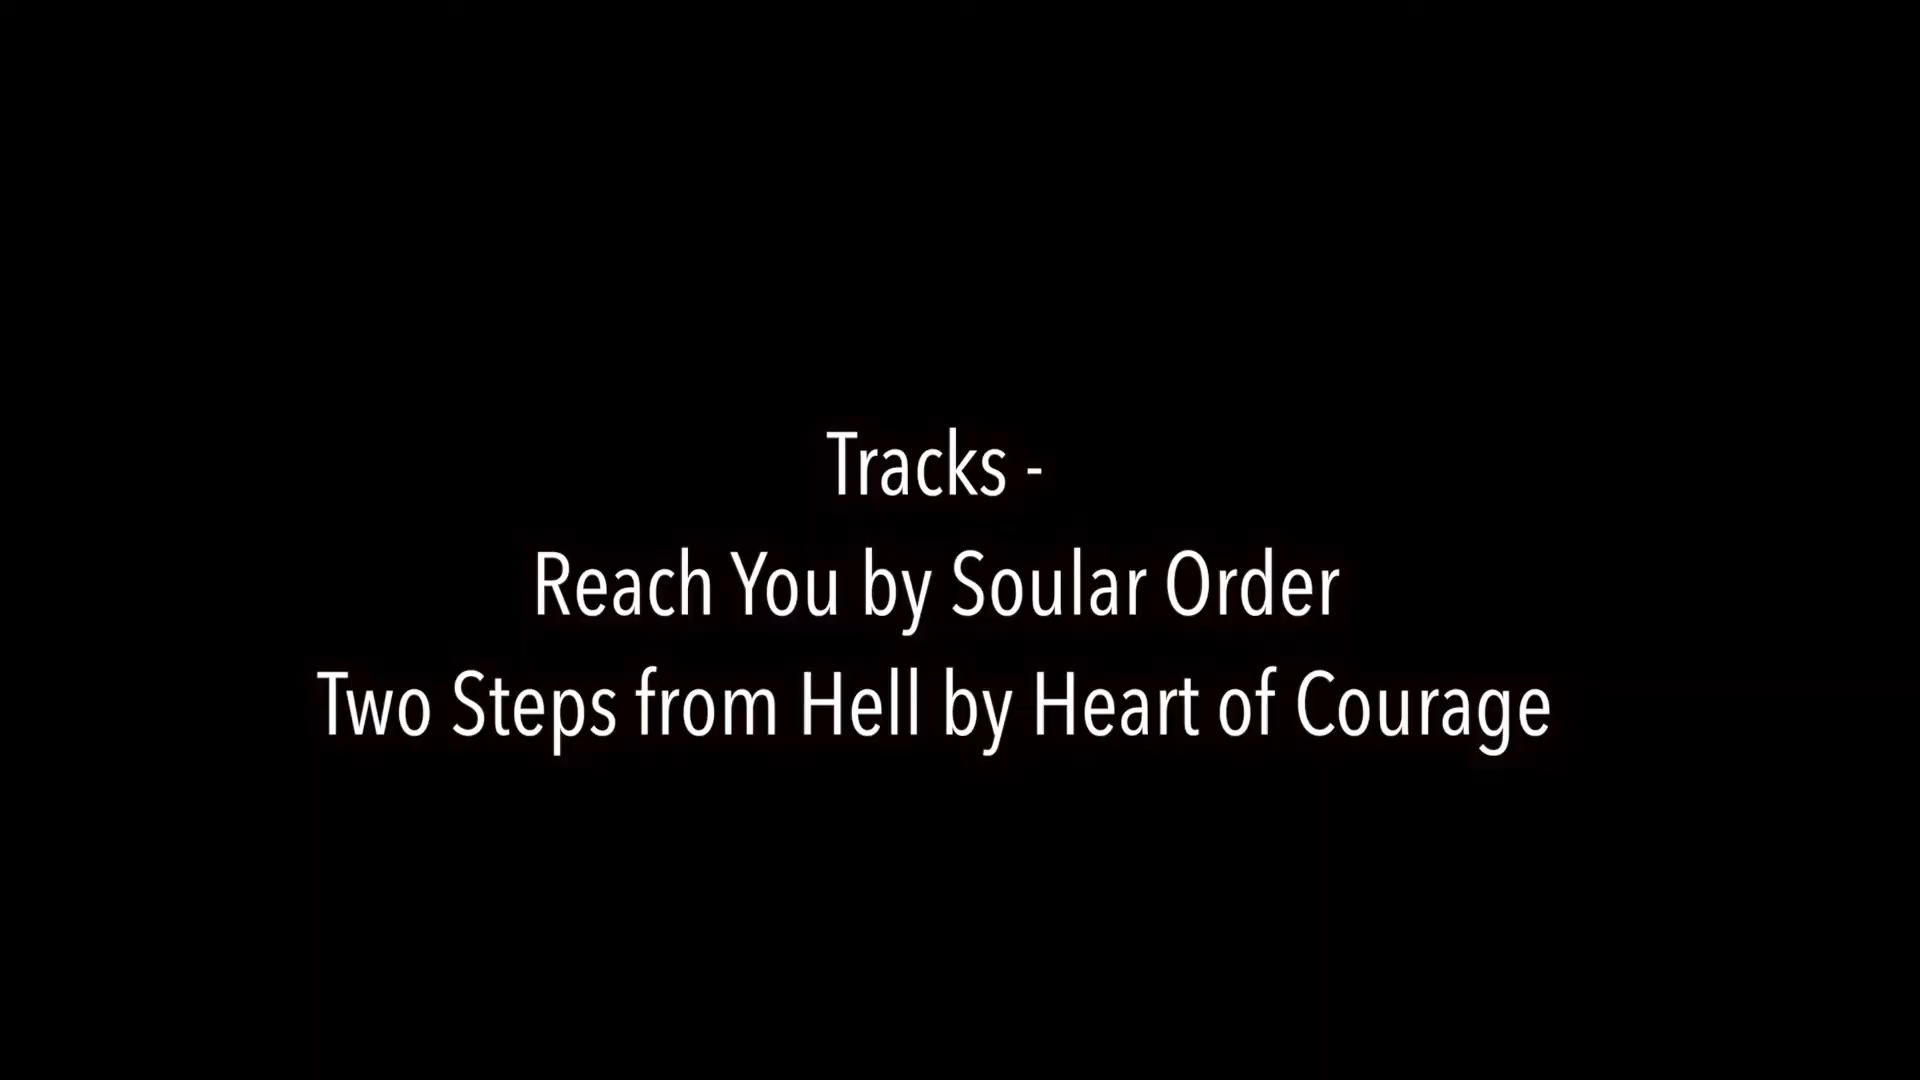 Tracks -
Reach You by Soular Order
Two Steps from Hell by Heart of Courage